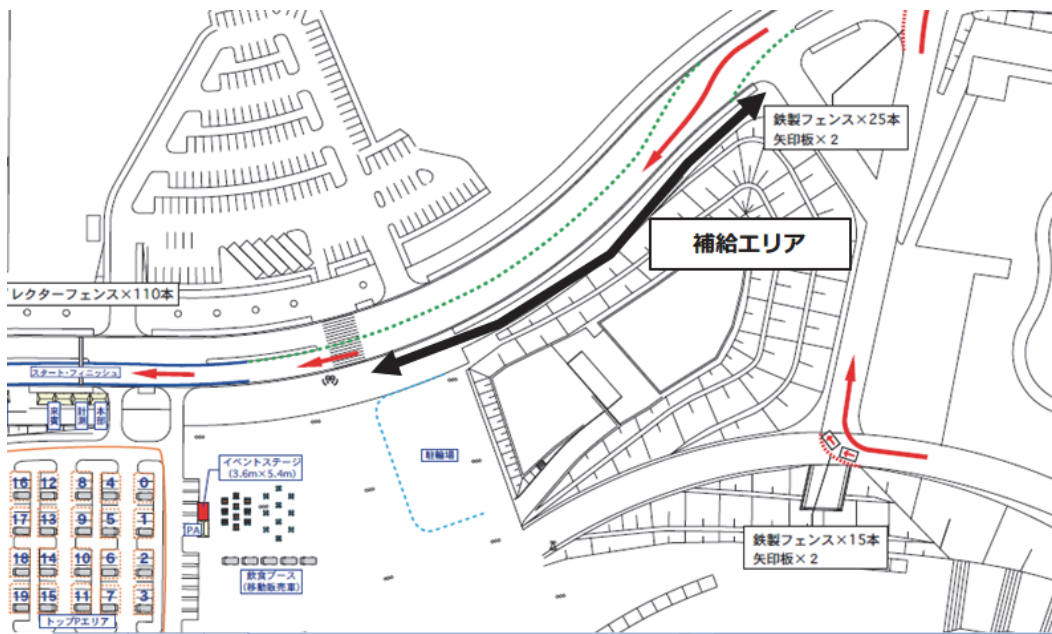 鉄製フェンス×25本
矢印板×2
補給エリア
レクターフェンス×110本
スタート・フィニッシュ
来賓
計測
本部
イベントステージ
(3.6m×5.4m)
PA
駐輪場
飲食ブース
(移動販売車)
16 12 8 4 0
17 13 9 5 1
18 14 10 6 2
19 15 11 7 3
トップPエリア
鉄製フェンス×15本
矢印板×2